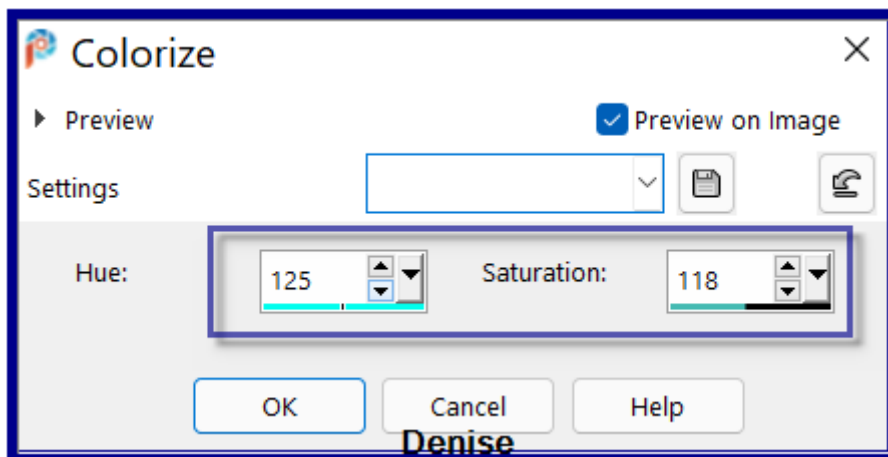 Colorize
Preview
Preview on Image
Settings
Hue: 125 Saturation: 118
OK Cancel Help
Denise